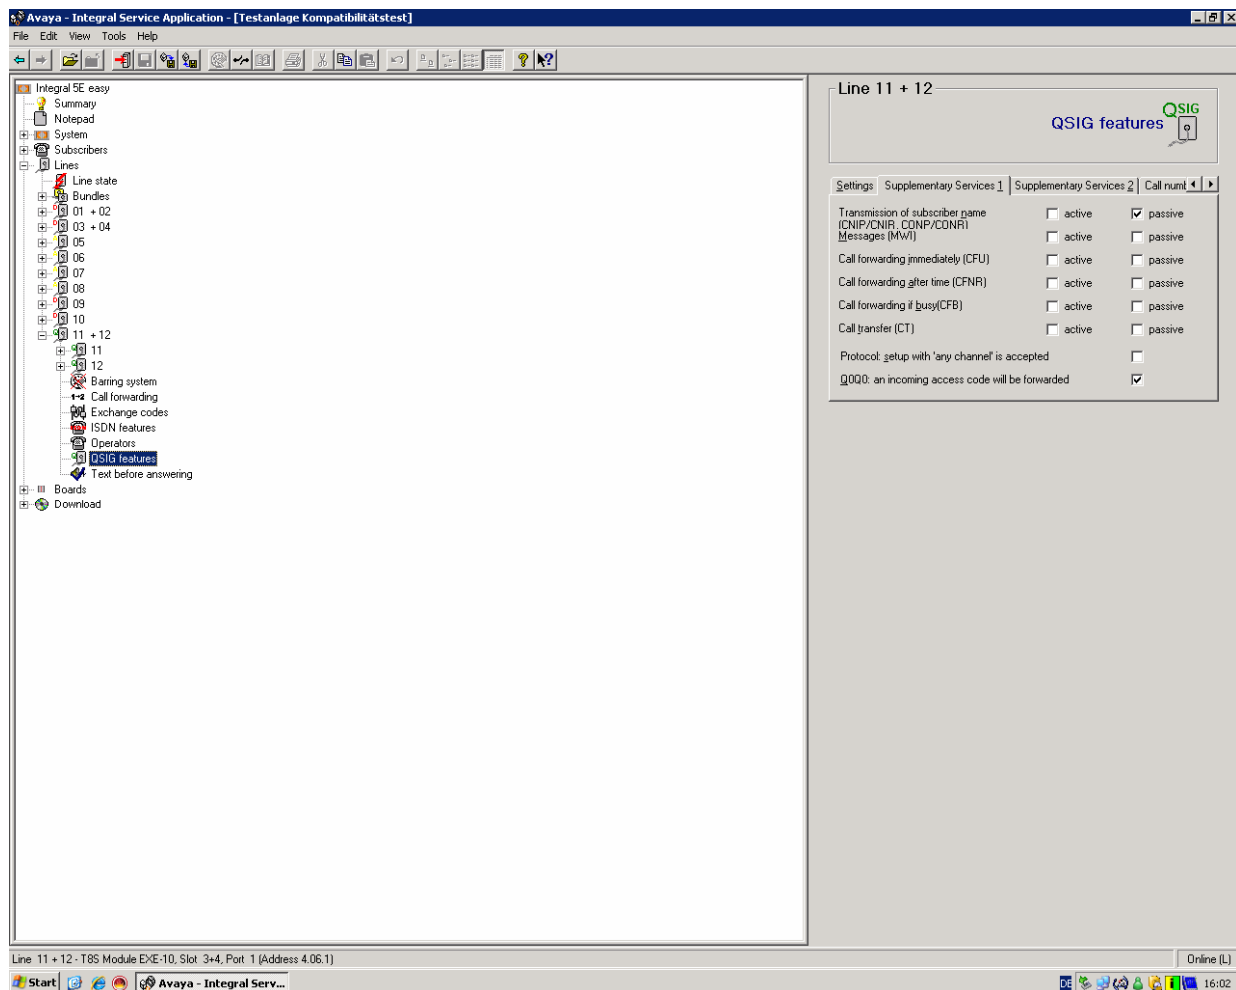 Avaya - Integral Service Application - [Testanlage Kompatibilitätstest]
File Edit View Tools Help
Integral 5E easy
Summary
Notepad
System
Subscribers
Lines
Line state
Bundles
01 + 02
03 + 04
05
06
07
08
09
10
11 + 12
11
12
Barring system
Call forwarding
Exchange codes
ISDN features
Operators
QSIG features
Text before answering
Boards
Download
Line 11 + 12
QSIG
QSIG features
Settings Supplementary Services 1 Supplementary Services 2 Call numb
Transmission of subscriber name (CNIP/CNIR, CONP/CONR) active passive
Messages (MWI) active passive
Call forwarding immediately (CFU) active passive
Call forwarding after time (CFNR) active passive
Call forwarding if busy(CFB) active passive
Call transfer (CT) active passive
Protocol: setup with 'any channel' is accepted
Q0Q0: an incoming access code will be forwarded
Line 11 + 12 - T8S Module EXE-10, Slot 3+4, Port 1 (Address 4.06.1) Online (L)
Start Avaya - Integral Serv... DE 16:02